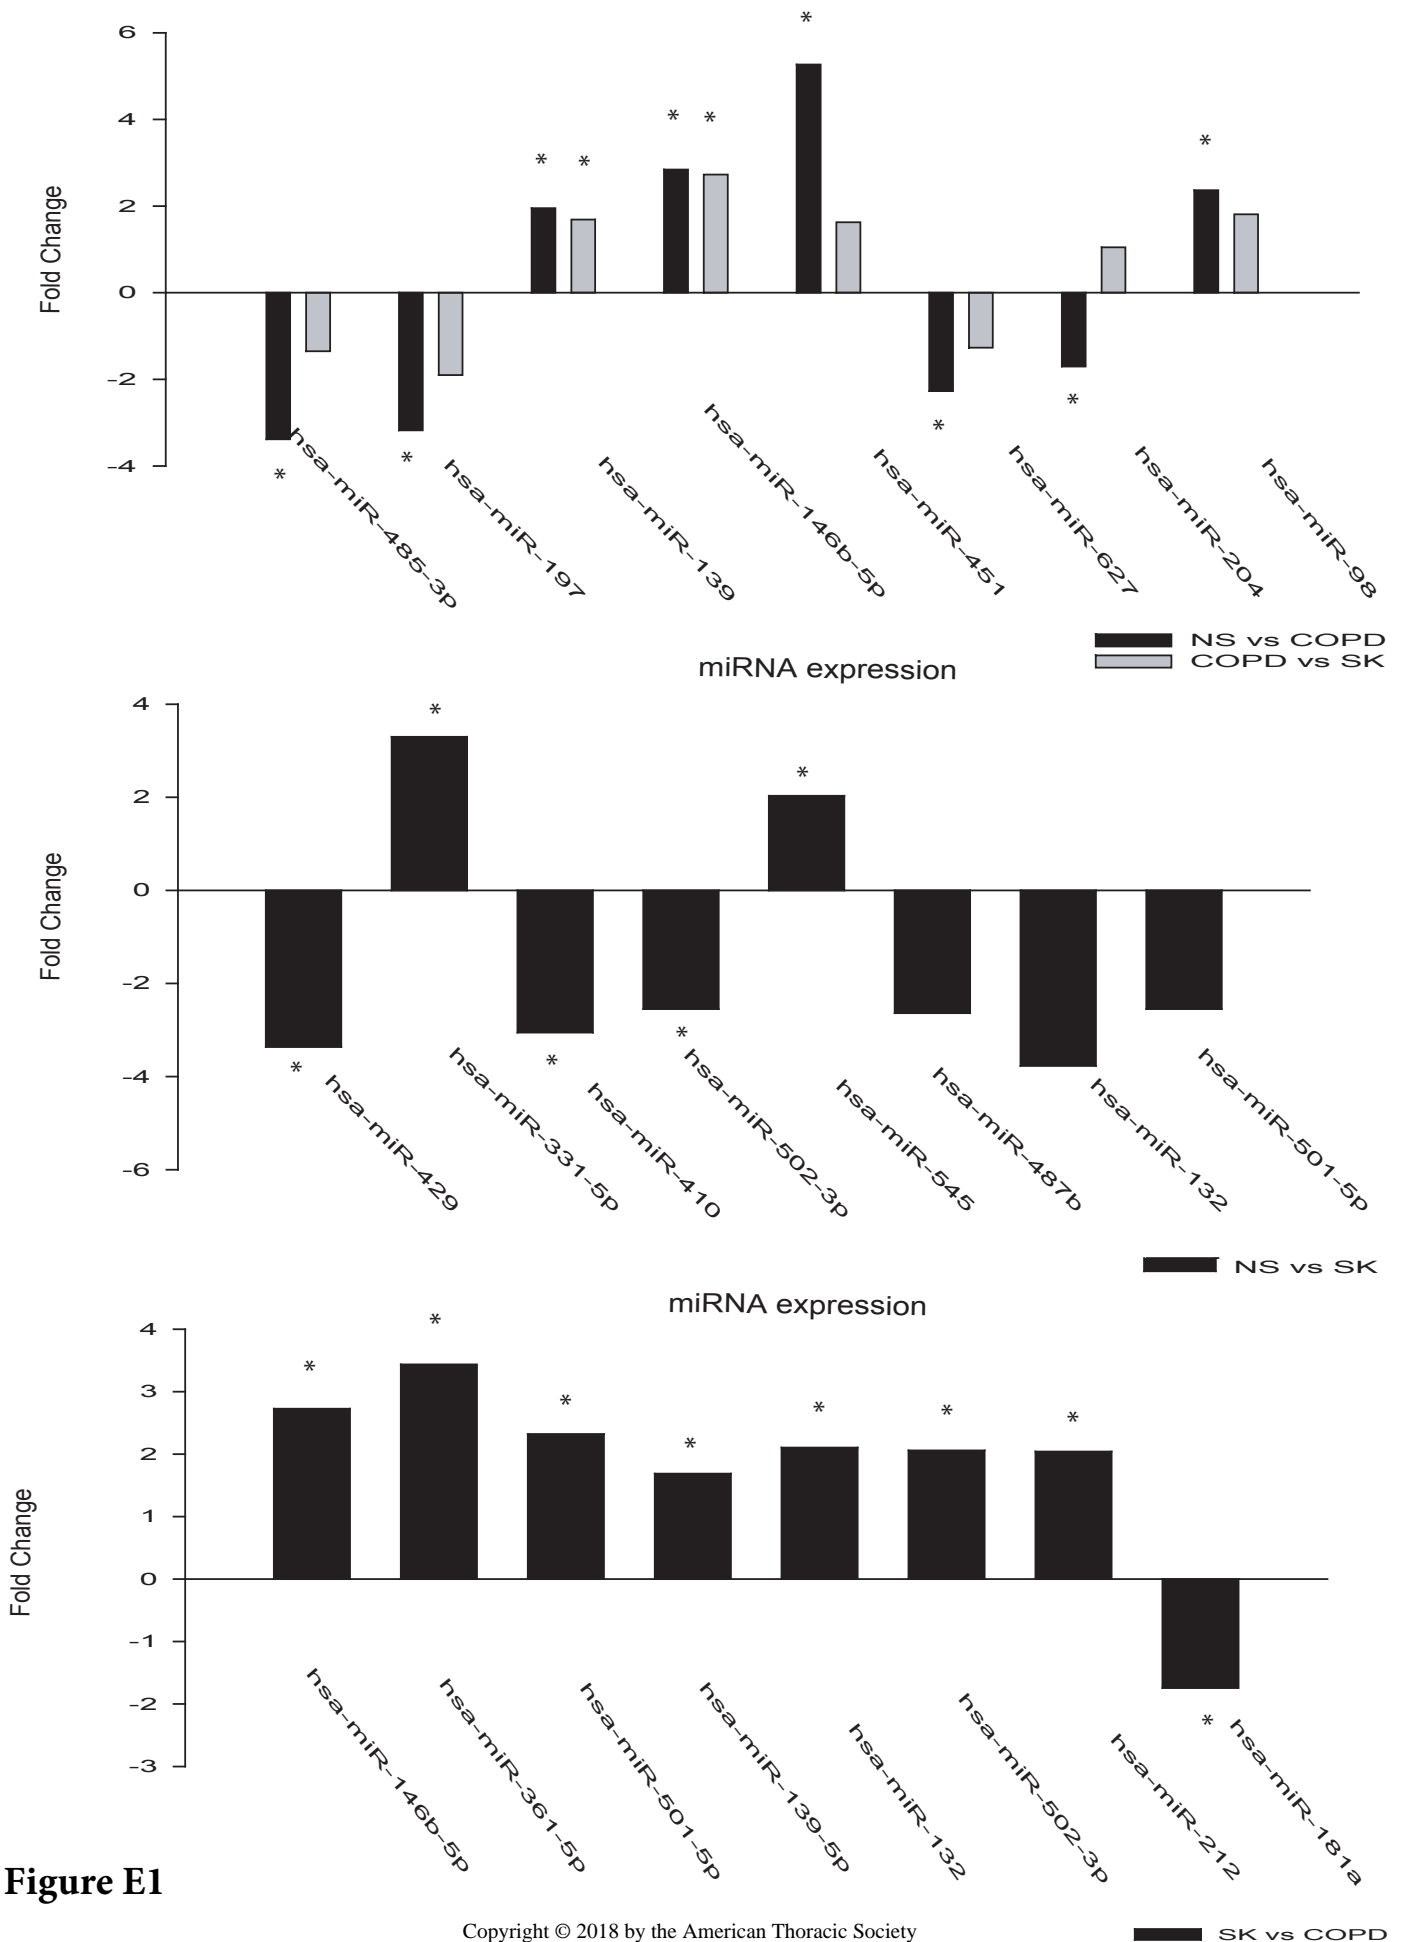 6
4
2
0
-2
-4
Fold Change
*
* *
* *
*
*
*
*
*
*
hsa-miR-485-3p
hsa-miR-197
hsa-miR-139
hsa-miR-146b-5p
hsa-miR-451
hsa-miR-627
hsa-miR-204
hsa-miR-98
NS vs COPD
COPD vs SK
miRNA expression
4
2
0
-2
-4
-6
Fold Change
*
*
*
*
*
hsa-miR-429
hsa-miR-331-5p
hsa-miR-410
hsa-miR-502-3p
hsa-miR-545
hsa-miR-487b
hsa-miR-132
hsa-miR-501-5p
NS vs SK
miRNA expression
4
3
2
1
0
-1
-2
-3
Fold Change
*
*
*
*
*
*
*
*
hsa-miR-146b-5p
hsa-miR-361-5p
hsa-miR-501-5p
hsa-miR-139-5p
hsa-miR-132
hsa-miR-502-3p
hsa-miR-212
hsa-miR-181a
Figure E1
Copyright © 2018 by the American Thoracic Society
SK vs COPD